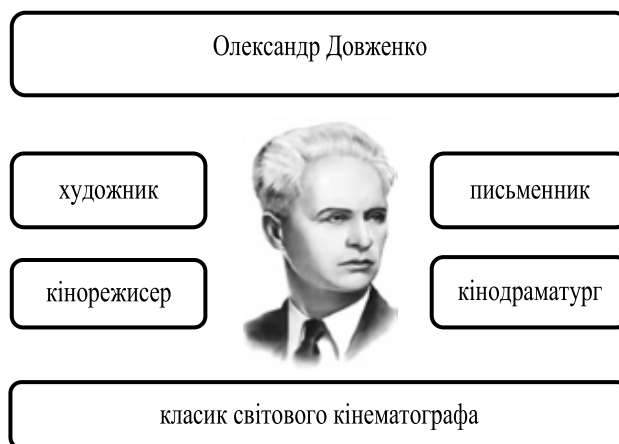 Олександр Довженко
художник
письменник
кінорежисер
кінодраматург
класик світового кінематографа